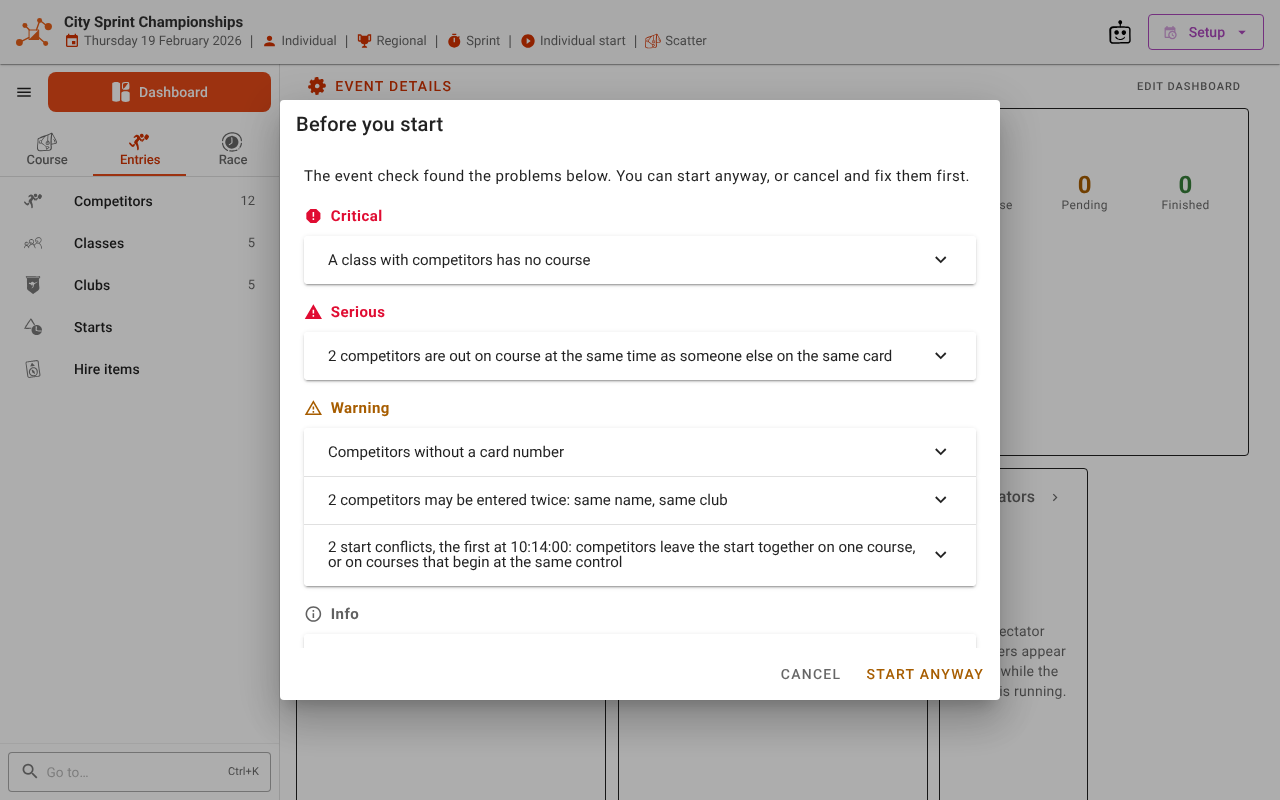 City Sprint Championships
Thursday 19 February 2026 | Individual | Regional | Sprint | Individual start | Scatter
Setup
Dashboard
EVENT DETAILS
EDIT DASHBOARD
Course
Entries
Race
Competitors 12
Classes 5
Clubs 5
Starts
Hire items
Go to…
Ctrl+K
0
Pending
0
Finished
Before you start
The event check found the problems below. You can start anyway, or cancel and fix them first.
Critical
A class with competitors has no course
Serious
2 competitors are out on course at the same time as someone else on the same card
Warning
Competitors without a card number
2 competitors may be entered twice: same name, same club
2 start conflicts, the first at 10:14:00: competitors leave the start together on one course,
or on courses that begin at the same control
Info
CANCEL
START ANYWAY
appear
while the
is running.